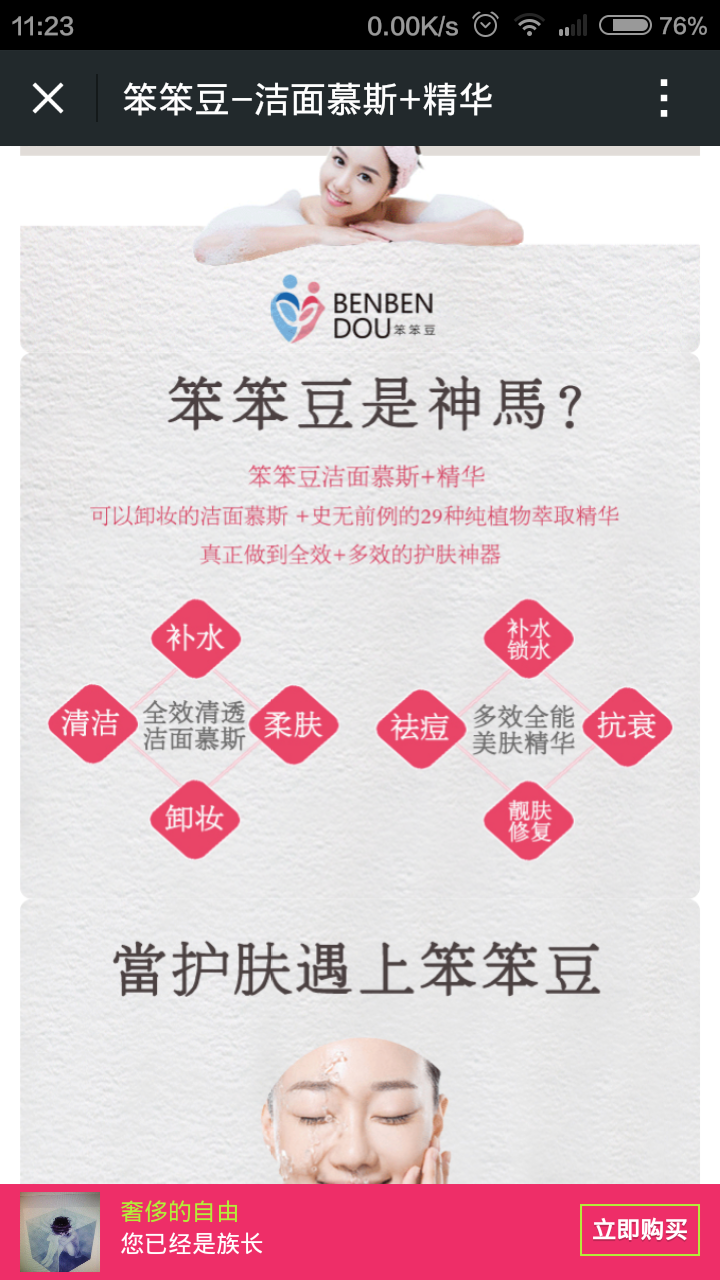 11:23
0.00K/s
76%
笨笨豆-洁面慕斯+精华
BENBEN
DOU笨笨豆
笨笨豆是神馬?
笨笨豆洁面慕斯+精华
可以卸妆的洁面慕斯 +史无前例的29种纯植物萃取精华
真正做到全效+多效的护肤神器
补水
清洁
全效清透
洁面慕斯
柔肤
卸妆
补水
锁水
祛痘
多效全能
美肤精华
抗衰
靓肤
修复
當护肤遇上笨笨豆
奢侈的自由
您已经是族长
立即购买